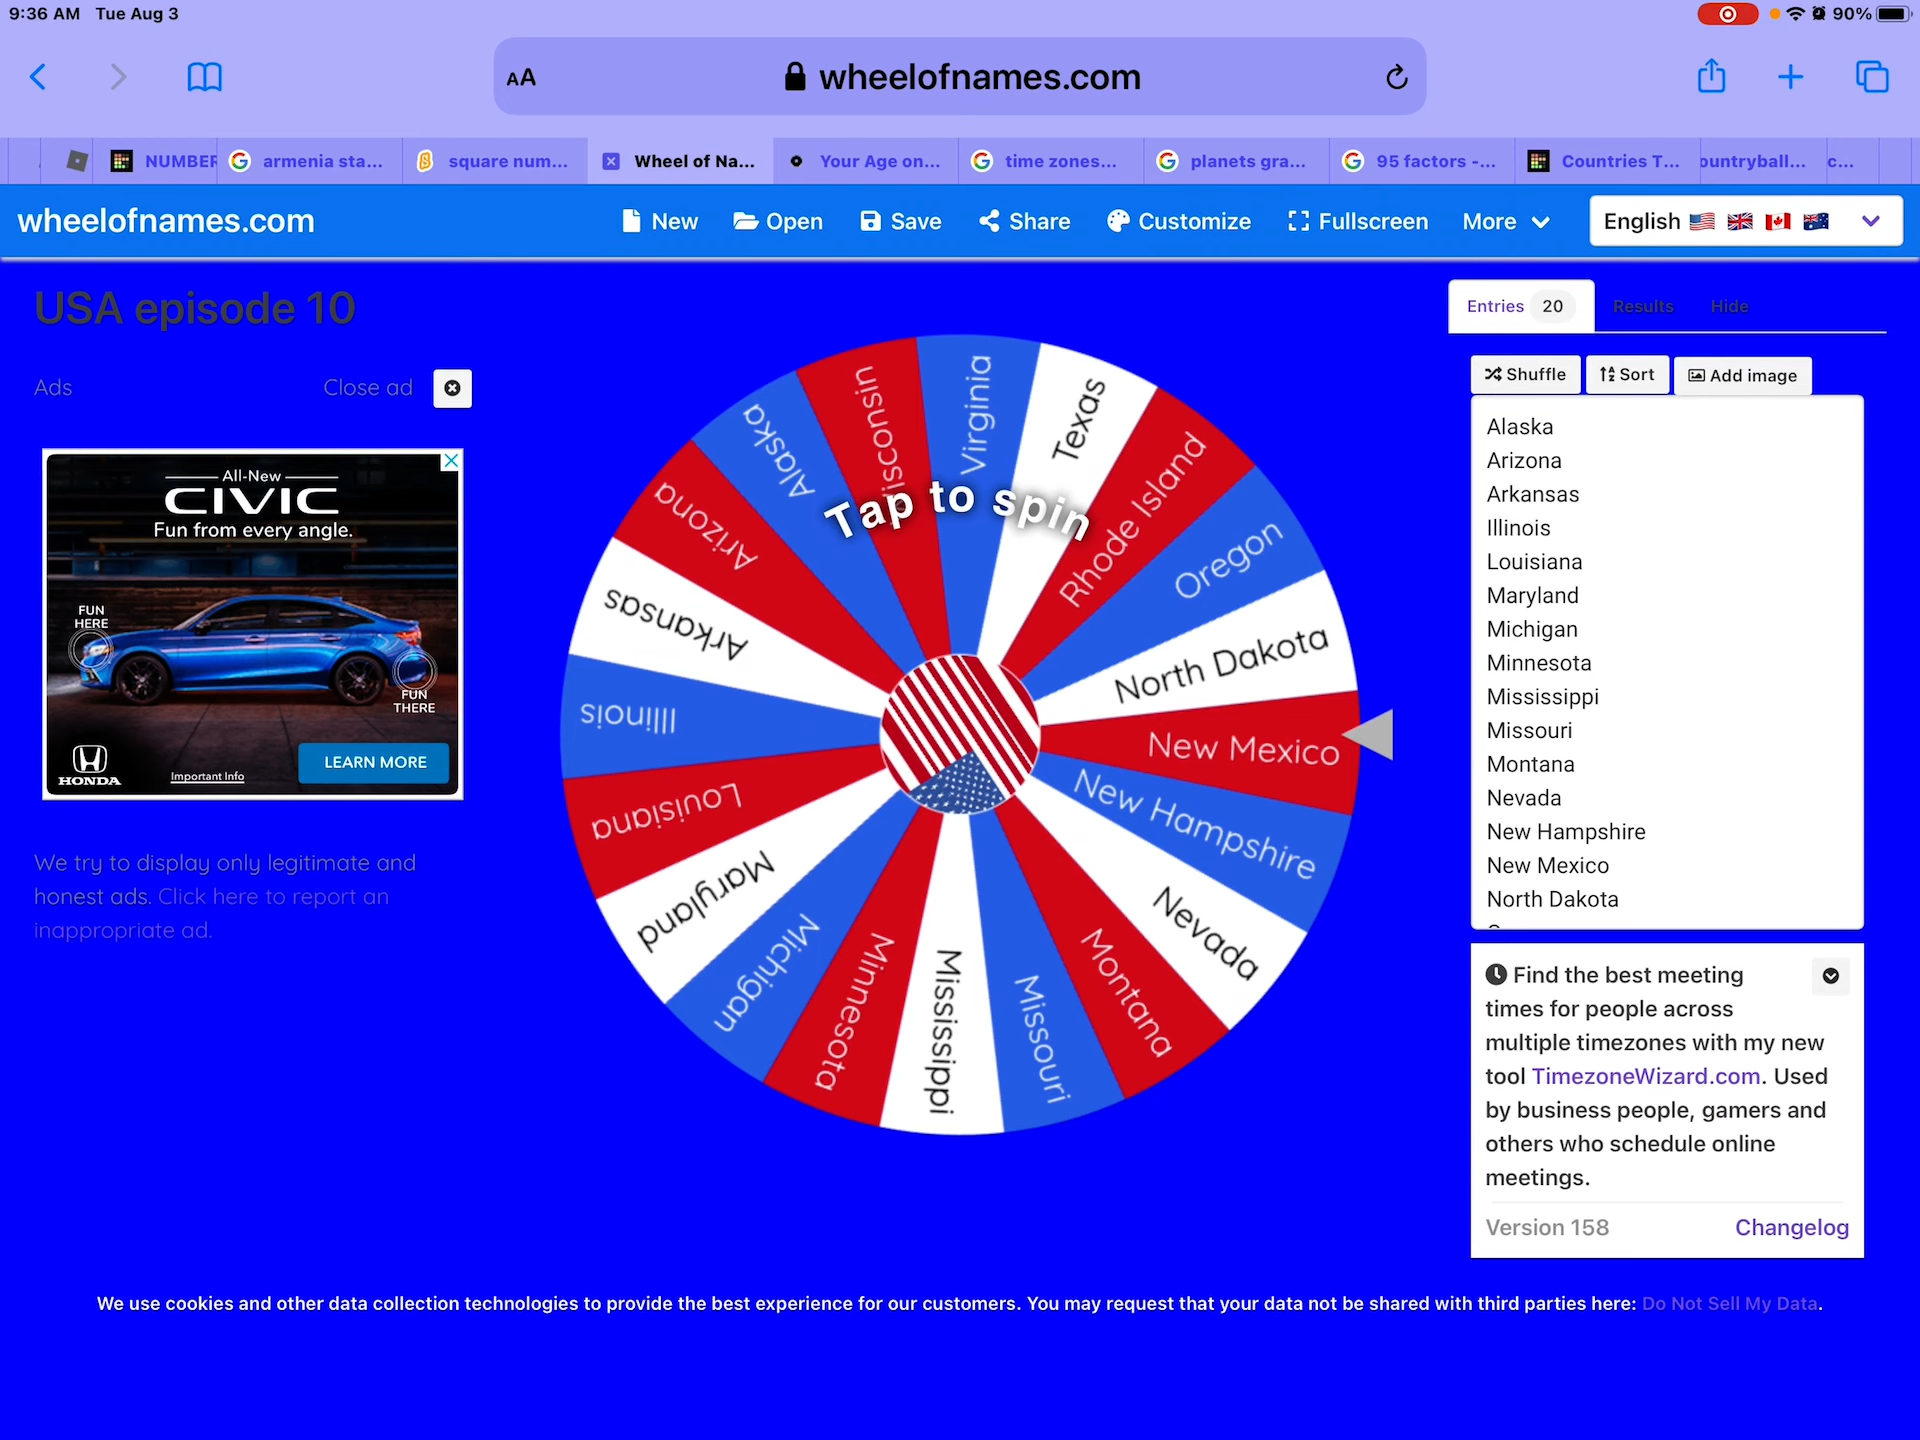 9:36 AM Tue Aug 3
90%
AA
wheelofnames.com
NUMBER
armenia sta...
square num...
Wheel of Na...
Your Age on...
time zones...
planets gra...
95 factors -...
Countries T...
ountryball...
c...
wheelofnames.com
New
Open
Save
Share
Customize
Fullscreen
More
English
USA episode 10
Ads
Close ad
All-New
CIVIC
Fun from every angle.
FUN
HERE
FUN
THERE
HONDA
Important Info
LEARN MORE
We try to display only legitimate and
honest ads. Click here to report an
inappropriate ad.
Tap to spin
Wisconsin
Virginia
Texas
Rhode Island
Oregon
North Dakota
New Mexico
New Hampshire
Nevada
Montana
Missouri
Mississippi
Minnesota
Michigan
Maryland
Louisiana
Illinois
Arkansas
Arizona
Alaska
Entries 20
Results
Hide
Shuffle
Sort
Add image
Alaska
Arizona
Arkansas
Illinois
Louisiana
Maryland
Michigan
Minnesota
Mississippi
Missouri
Montana
Nevada
New Hampshire
New Mexico
North Dakota
Find the best meeting
times for people across
multiple timezones with my new
tool TimezoneWizard.com. Used
by business people, gamers and
others who schedule online
meetings.
Version 158
Changelog
We use cookies and other data collection technologies to provide the best experience for our customers. You may request that your data not be shared with third parties here: Do Not Sell My Data.